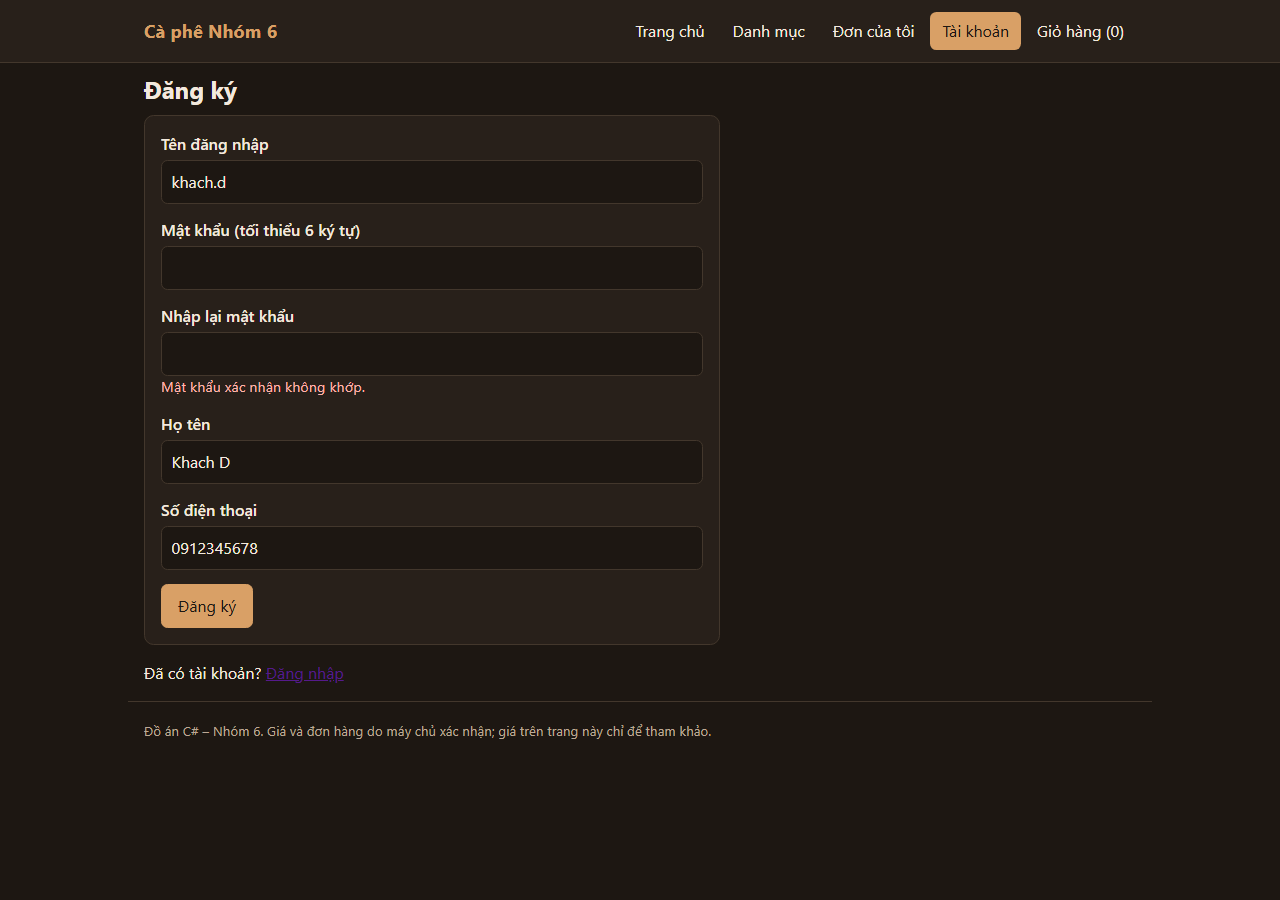 Cà phê Nhóm 6
Trang chủ
Danh mục
Đơn của tôi
Tài khoản
Giỏ hàng (0)
Đăng ký
Tên đăng nhập
khach.d
Mật khẩu (tối thiểu 6 ký tự)
Nhập lại mật khẩu
Mật khẩu xác nhận không khớp.
Họ tên
Khach D
Số điện thoại
0912345678
Đăng ký
Đã có tài khoản? Đăng nhập
Đồ án C# – Nhóm 6. Giá và đơn hàng do máy chủ xác nhận; giá trên trang này chỉ để tham khảo.